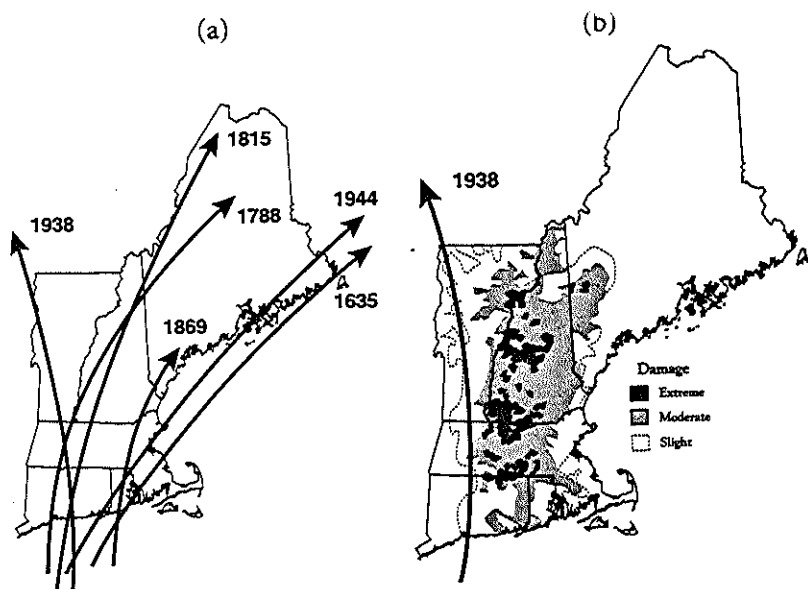 (a)
1815
1788
1944
1938
1635
1869
(b)
1938
Damage
Extreme
Moderate
Slight